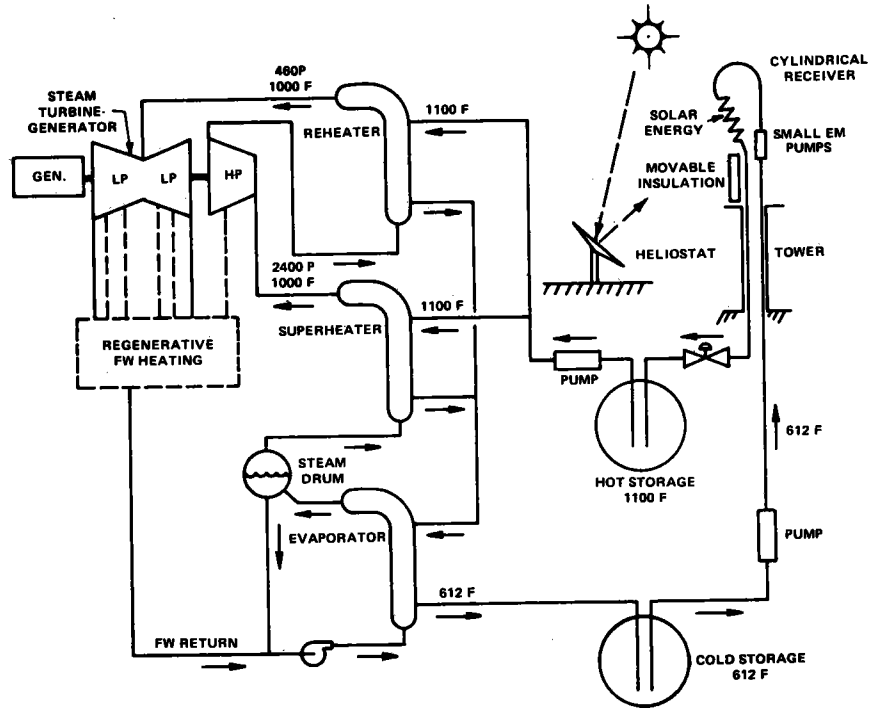 460P
1000 F
STEAM
TURBINE-
GENERATOR
GEN.
LP
LP
HP
REHEATER
1100 F
2400 P
1000 F
SUPERHEATER
1100 F
REGENERATIVE
FW HEATING
STEAM
DRUM
EVAPORATOR
612 F
FW RETURN
CYLINDRICAL
RECEIVER
SOLAR
ENERGY
SMALL EM
PUMPS
MOVABLE
INSULATION
HELIOSTAT
TOWER
PUMP
HOT STORAGE
1100 F
612 F
PUMP
COLD STORAGE
612 F